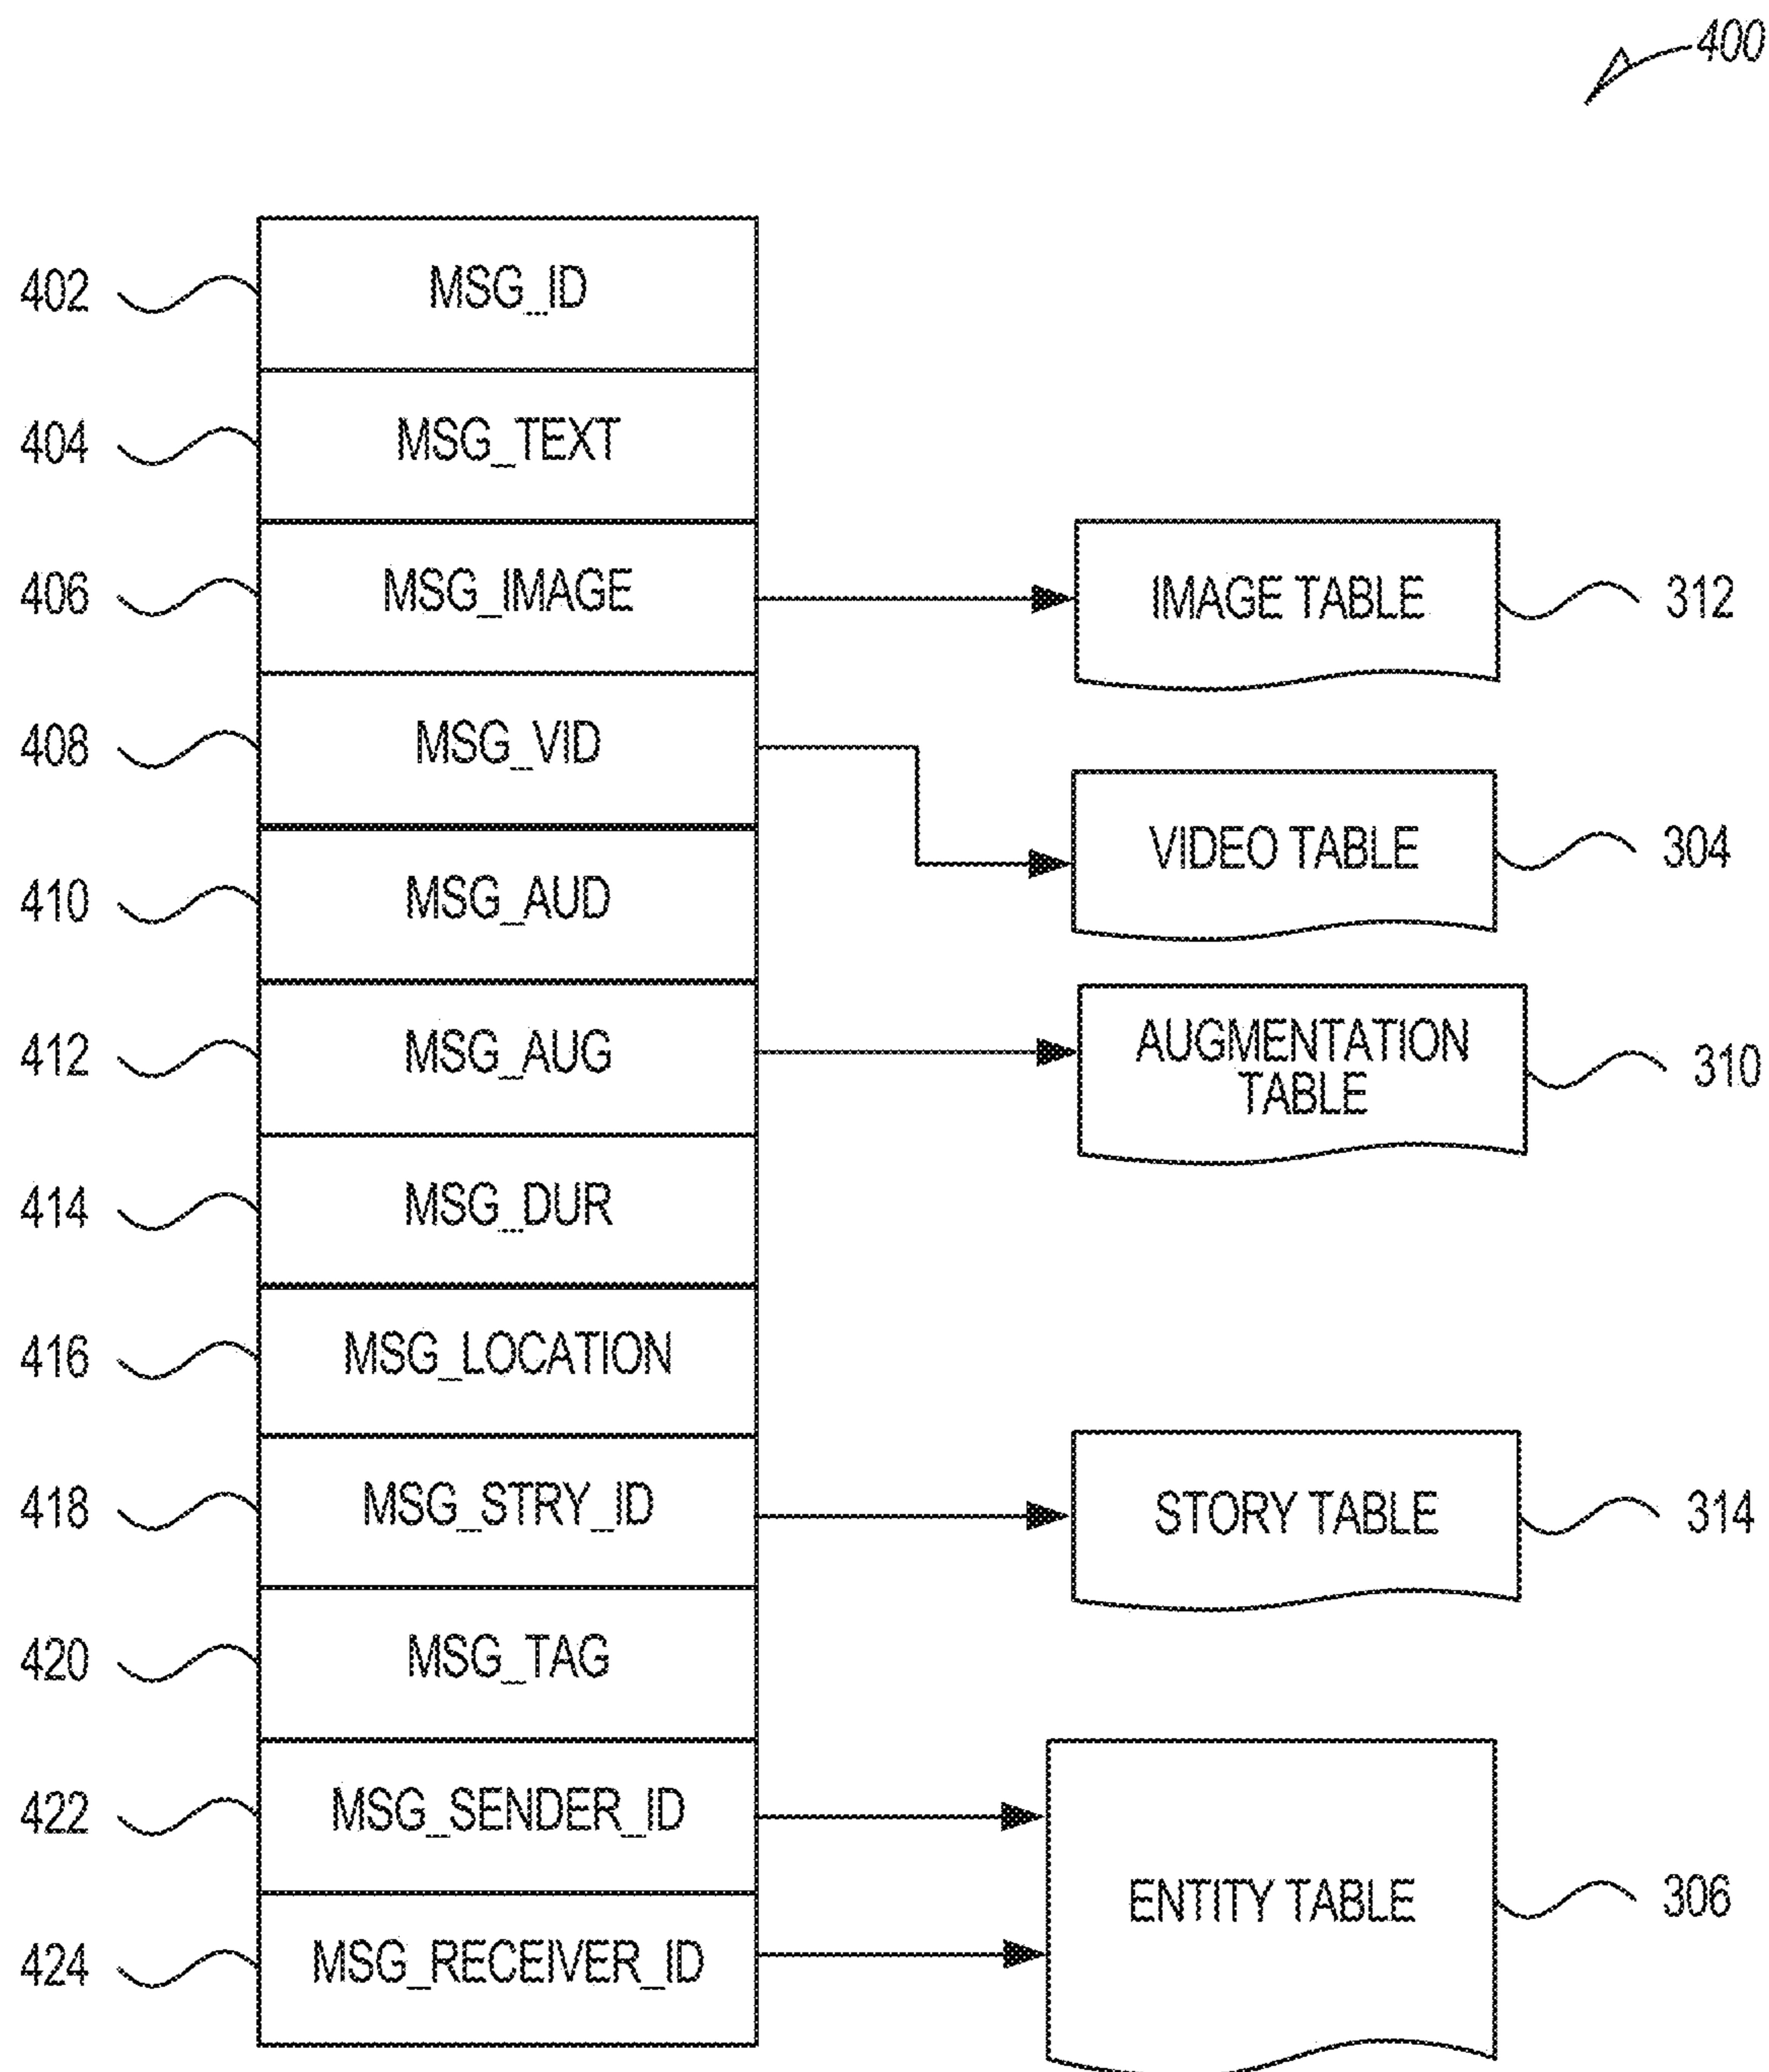 400
402 MSG_ID
404 MSG_TEXT
406 MSG_IMAGE IMAGE TABLE 312
408 MSG_VID
VIDEO TABLE 304
410 MSG_AUD
412 MSG_AUG AUGMENTATION
TABLE 310
414 MSG_DUR
416 MSG_LOCATION
418 MSG_STRY_ID STORY TABLE 314
420 MSG_TAG
422 MSG_SENDER_ID
ENTITY TABLE 306
424 MSG_RECEIVER_ID